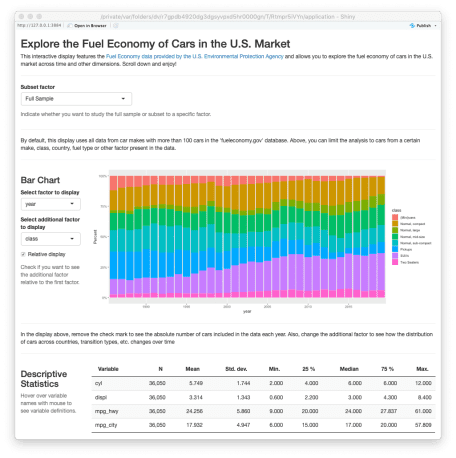 http://127.0.0.1:3884
Open in Browser
Publish
Explore the Fuel Economy of Cars in the U.S. Market
This interactive display features the Fuel Economy data provided by the U.S. Environmental Protection Agency and allows you to explore the fuel economy of cars in the U.S.
market across time and other dimensions. Scroll down and enjoy!
Subset factor
Full Sample
Indicate whether you want to study the full sample or subset to a specific factor.
By default, this display uses all data from car makes with more than 100 cars in the 'fueleconomy.gov' database. Above, you can limit the analysis to cars from a certain
make, class, country, fuel type or other factor present in the data.
Bar Chart
Select factor to display
year
Select additional factor
to display
class
Relative display
Check if you want to see
the additional factor
relative to the first factor.
Percent
100%
0%
year
class
Normal, compact
Normal, large
Normal, mid-size
Normal, sub-compact
Pickups
SUVs
Two Seaters
In the display above, remove the check mark to see the absolute number of cars included in the data each year. Also, change the additional factor to see how the distribution
of cars across countries, transition types, etc. changes over time
Descriptive
Statistics
Hover over variable
names with mouse to
see variable definitions.
Variable N Mean Std. dev. Min. 25 % Median 75 % Max.
cyl 36,050 5.749 1.744 2.000 4.000 6.000 6.000 12.000
displ 36,050 3.314 1.343 0.600 2.200 3.000 4.300 8.400
mpg_hwy 36,050 24.256 5.860 9.000 20.000 24.000 27.837 61.000
mpg_city 36,050 17.932 4.947 6.000 15.000 17.000 20.000 57.809